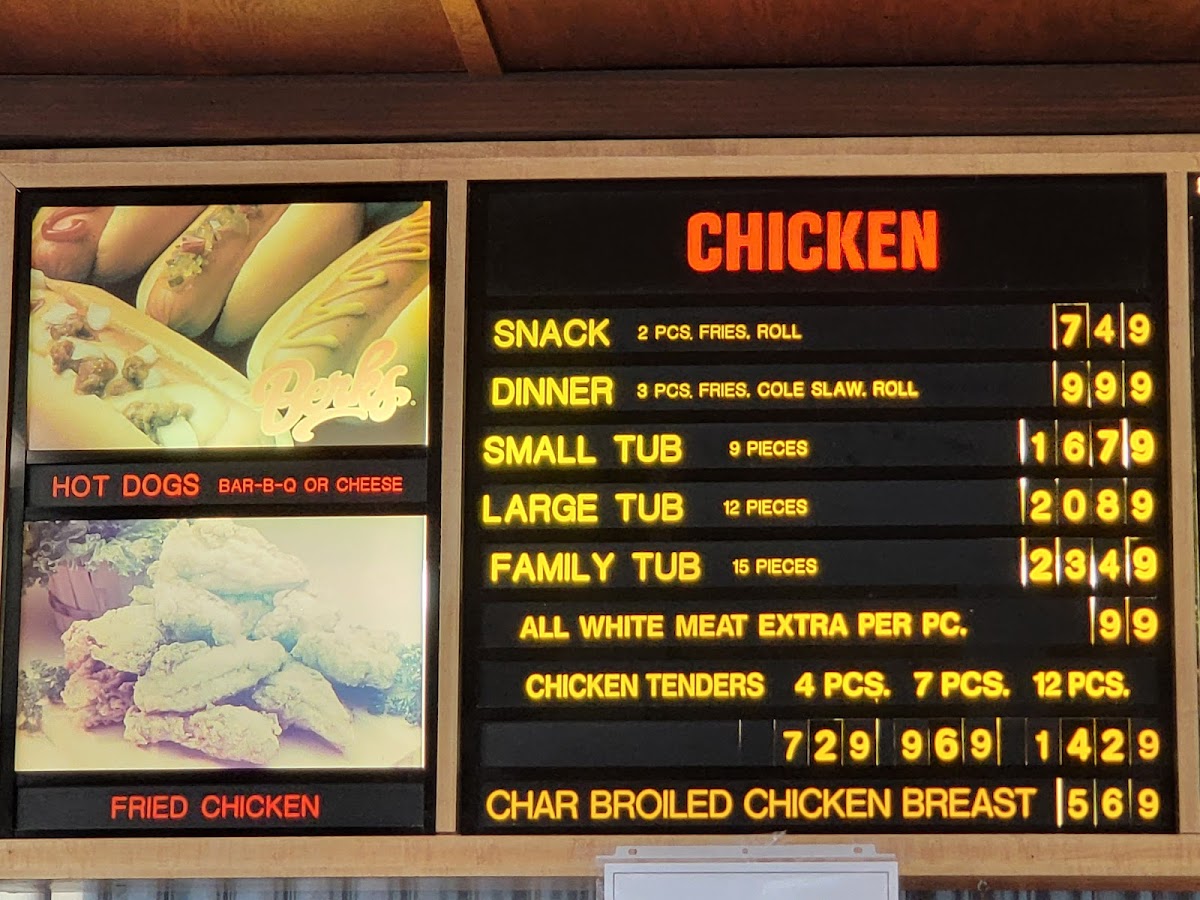 Berks.
HOT DOGS BAR-B-Q OR CHEESE
FRIED CHICKEN
CHICKEN
SNACK 2 PCS. FRIES. ROLL 749
DINNER 3 PCS. FRIES. COLE SLAW. ROLL 999
SMALL TUB 9 PIECES 1679
LARGE TUB 12 PIECES 2089
FAMILY TUB 15 PIECES 2349
ALL WHITE MEAT EXTRA PER PC. 99
CHICKEN TENDERS 4 PCS. 7 PCS. 12 PCS.
729 969 1429
CHAR BROILED CHICKEN BREAST 569